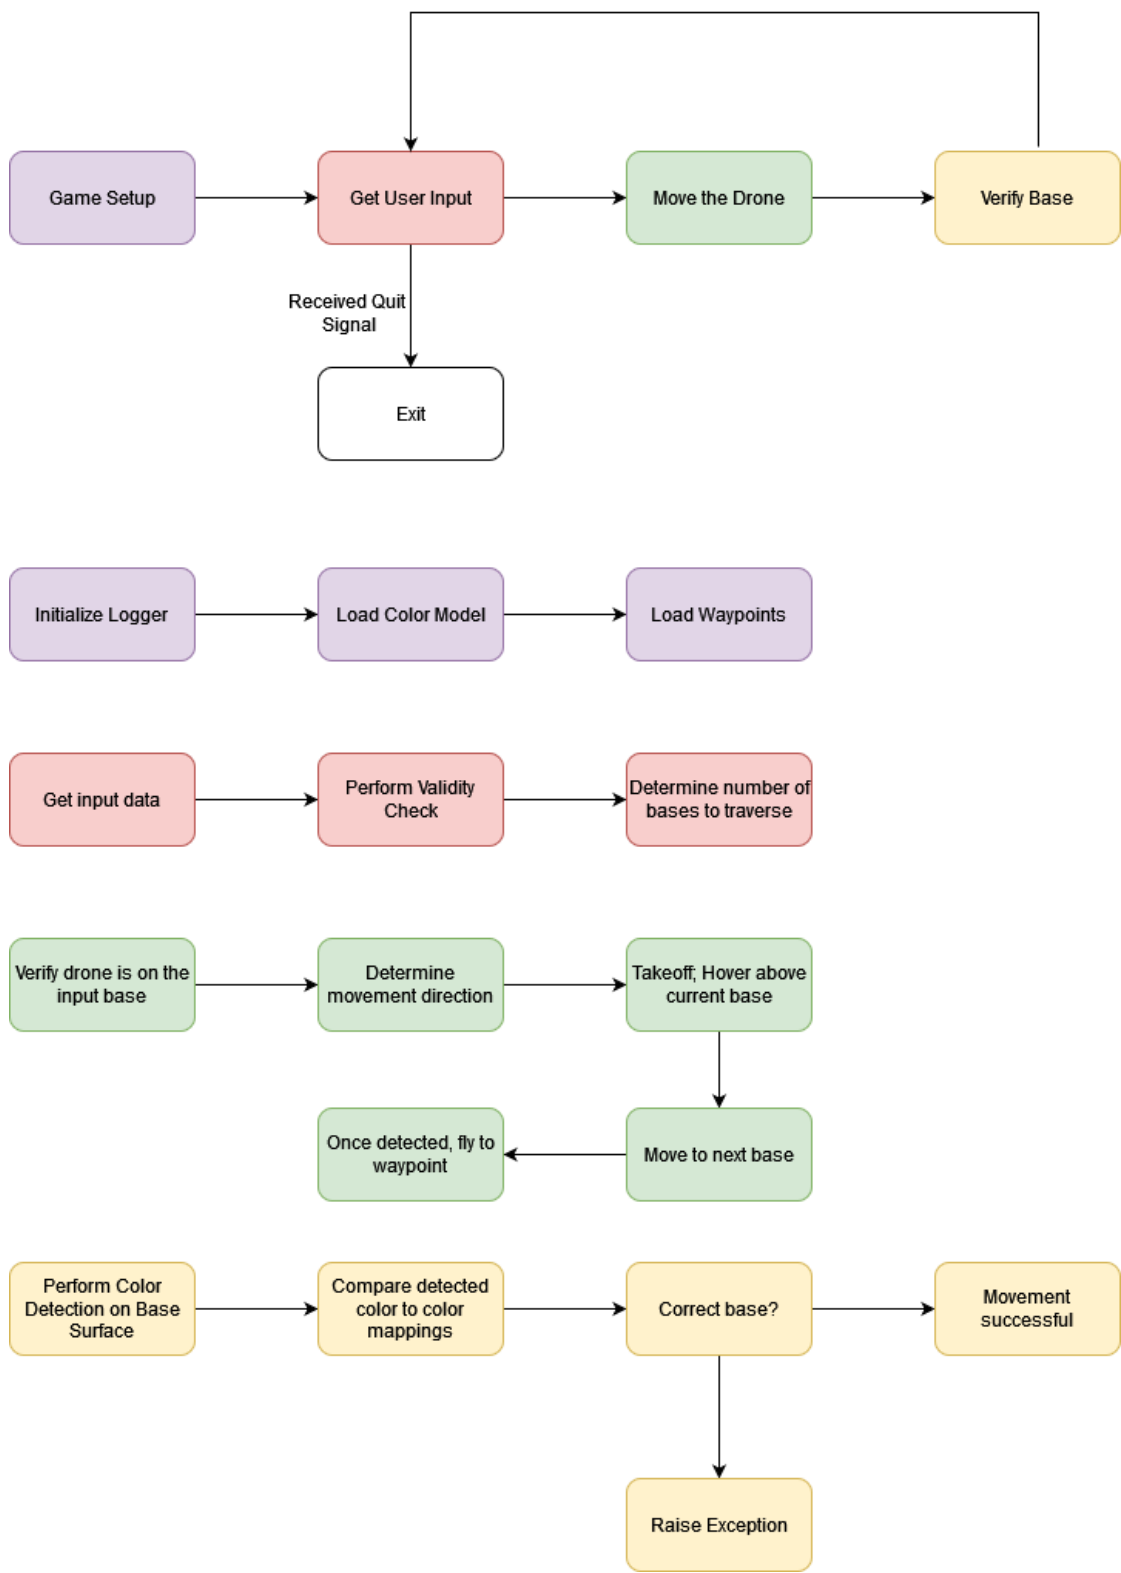 Game Setup
Get User Input
Move the Drone
Verify Base
Received Quit
Signal
Exit
Initialize Logger
Load Color Model
Load Waypoints
Get input data
Perform Validity
Check
Determine number of
bases to traverse
Verify drone is on the
input base
Determine
movement direction
Takeoff; Hover above
current base
Once detected, fly to
waypoint
Move to next base
Perform Color
Detection on Base
Surface
Compare detected
color to color
mappings
Correct base?
Movement
successful
Raise Exception